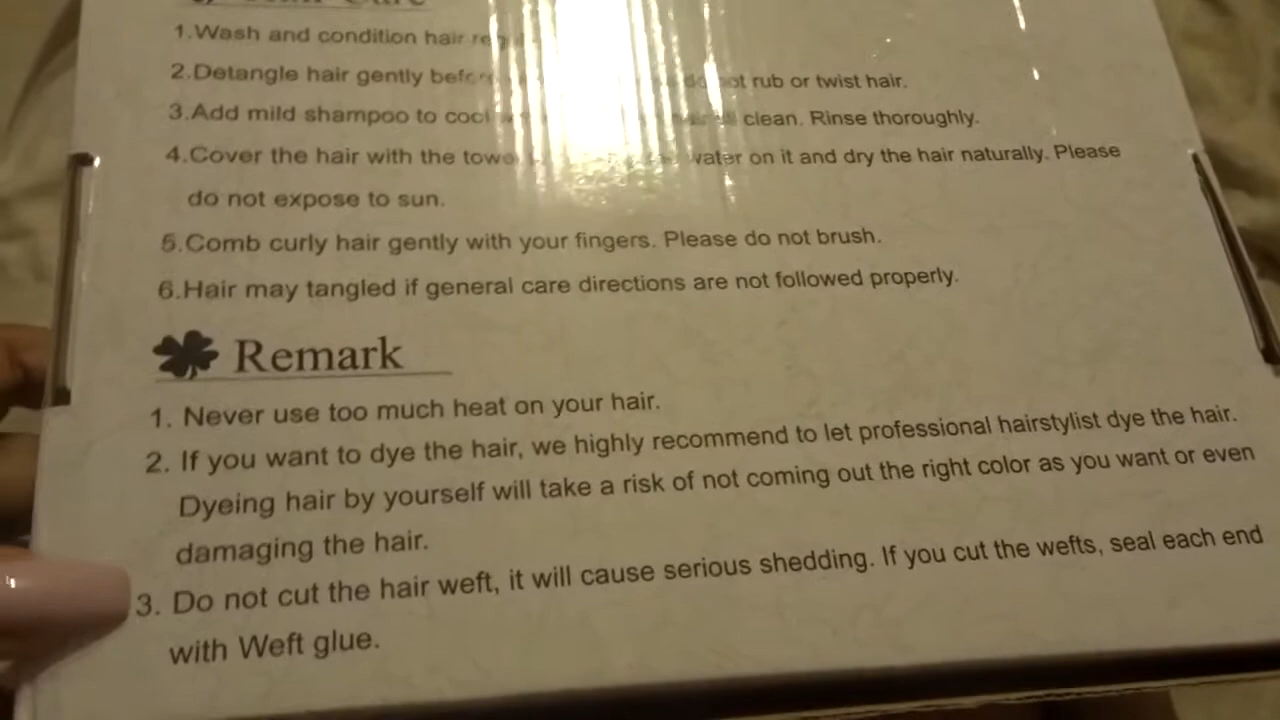 Care
1.Wash and condition hair
2.Detangle hair gently not rub or twist hair.
3.Add mild shampoo to clean. Rinse thoroughly.
4.Cover the hair with the water on it and dry the hair naturally. Please
do not expose to sun.
5.Comb curly hair gently with your fingers. Please do not brush.
6.Hair may tangled if general care directions are not followed properly.
Remark
1. Never use too much heat on your hair.
2. If you want to dye the hair, we highly recommend to let professional hairstylist dye the hair.
Dyeing hair by yourself will take a risk of not coming out the right color as you want or even
damaging the hair.
3. Do not cut the hair weft, it will cause serious shedding. If you cut the wefts, seal each end
with Weft glue.